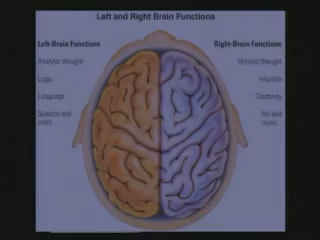 Left and Right Brain Functions
Left-Brain Functions
Analytic thought
Logic
Language
Science and
math
Right-Brain Functions
Holistic thought
Intuition
Creativity
Art and
music